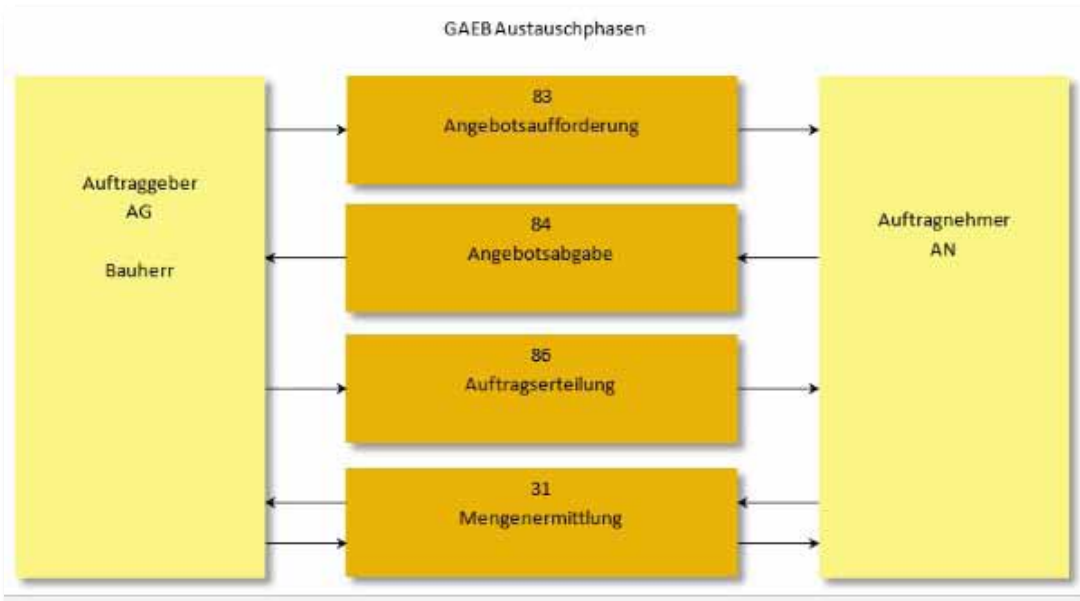 GAEB Austauschphasen
Auftraggeber
AG
Bauherr
83
Angebotsaufforderung
84
Angebotsabgabe
86
Auftragserteilung
31
Mengenermittlung
Auftragnehmer
AN